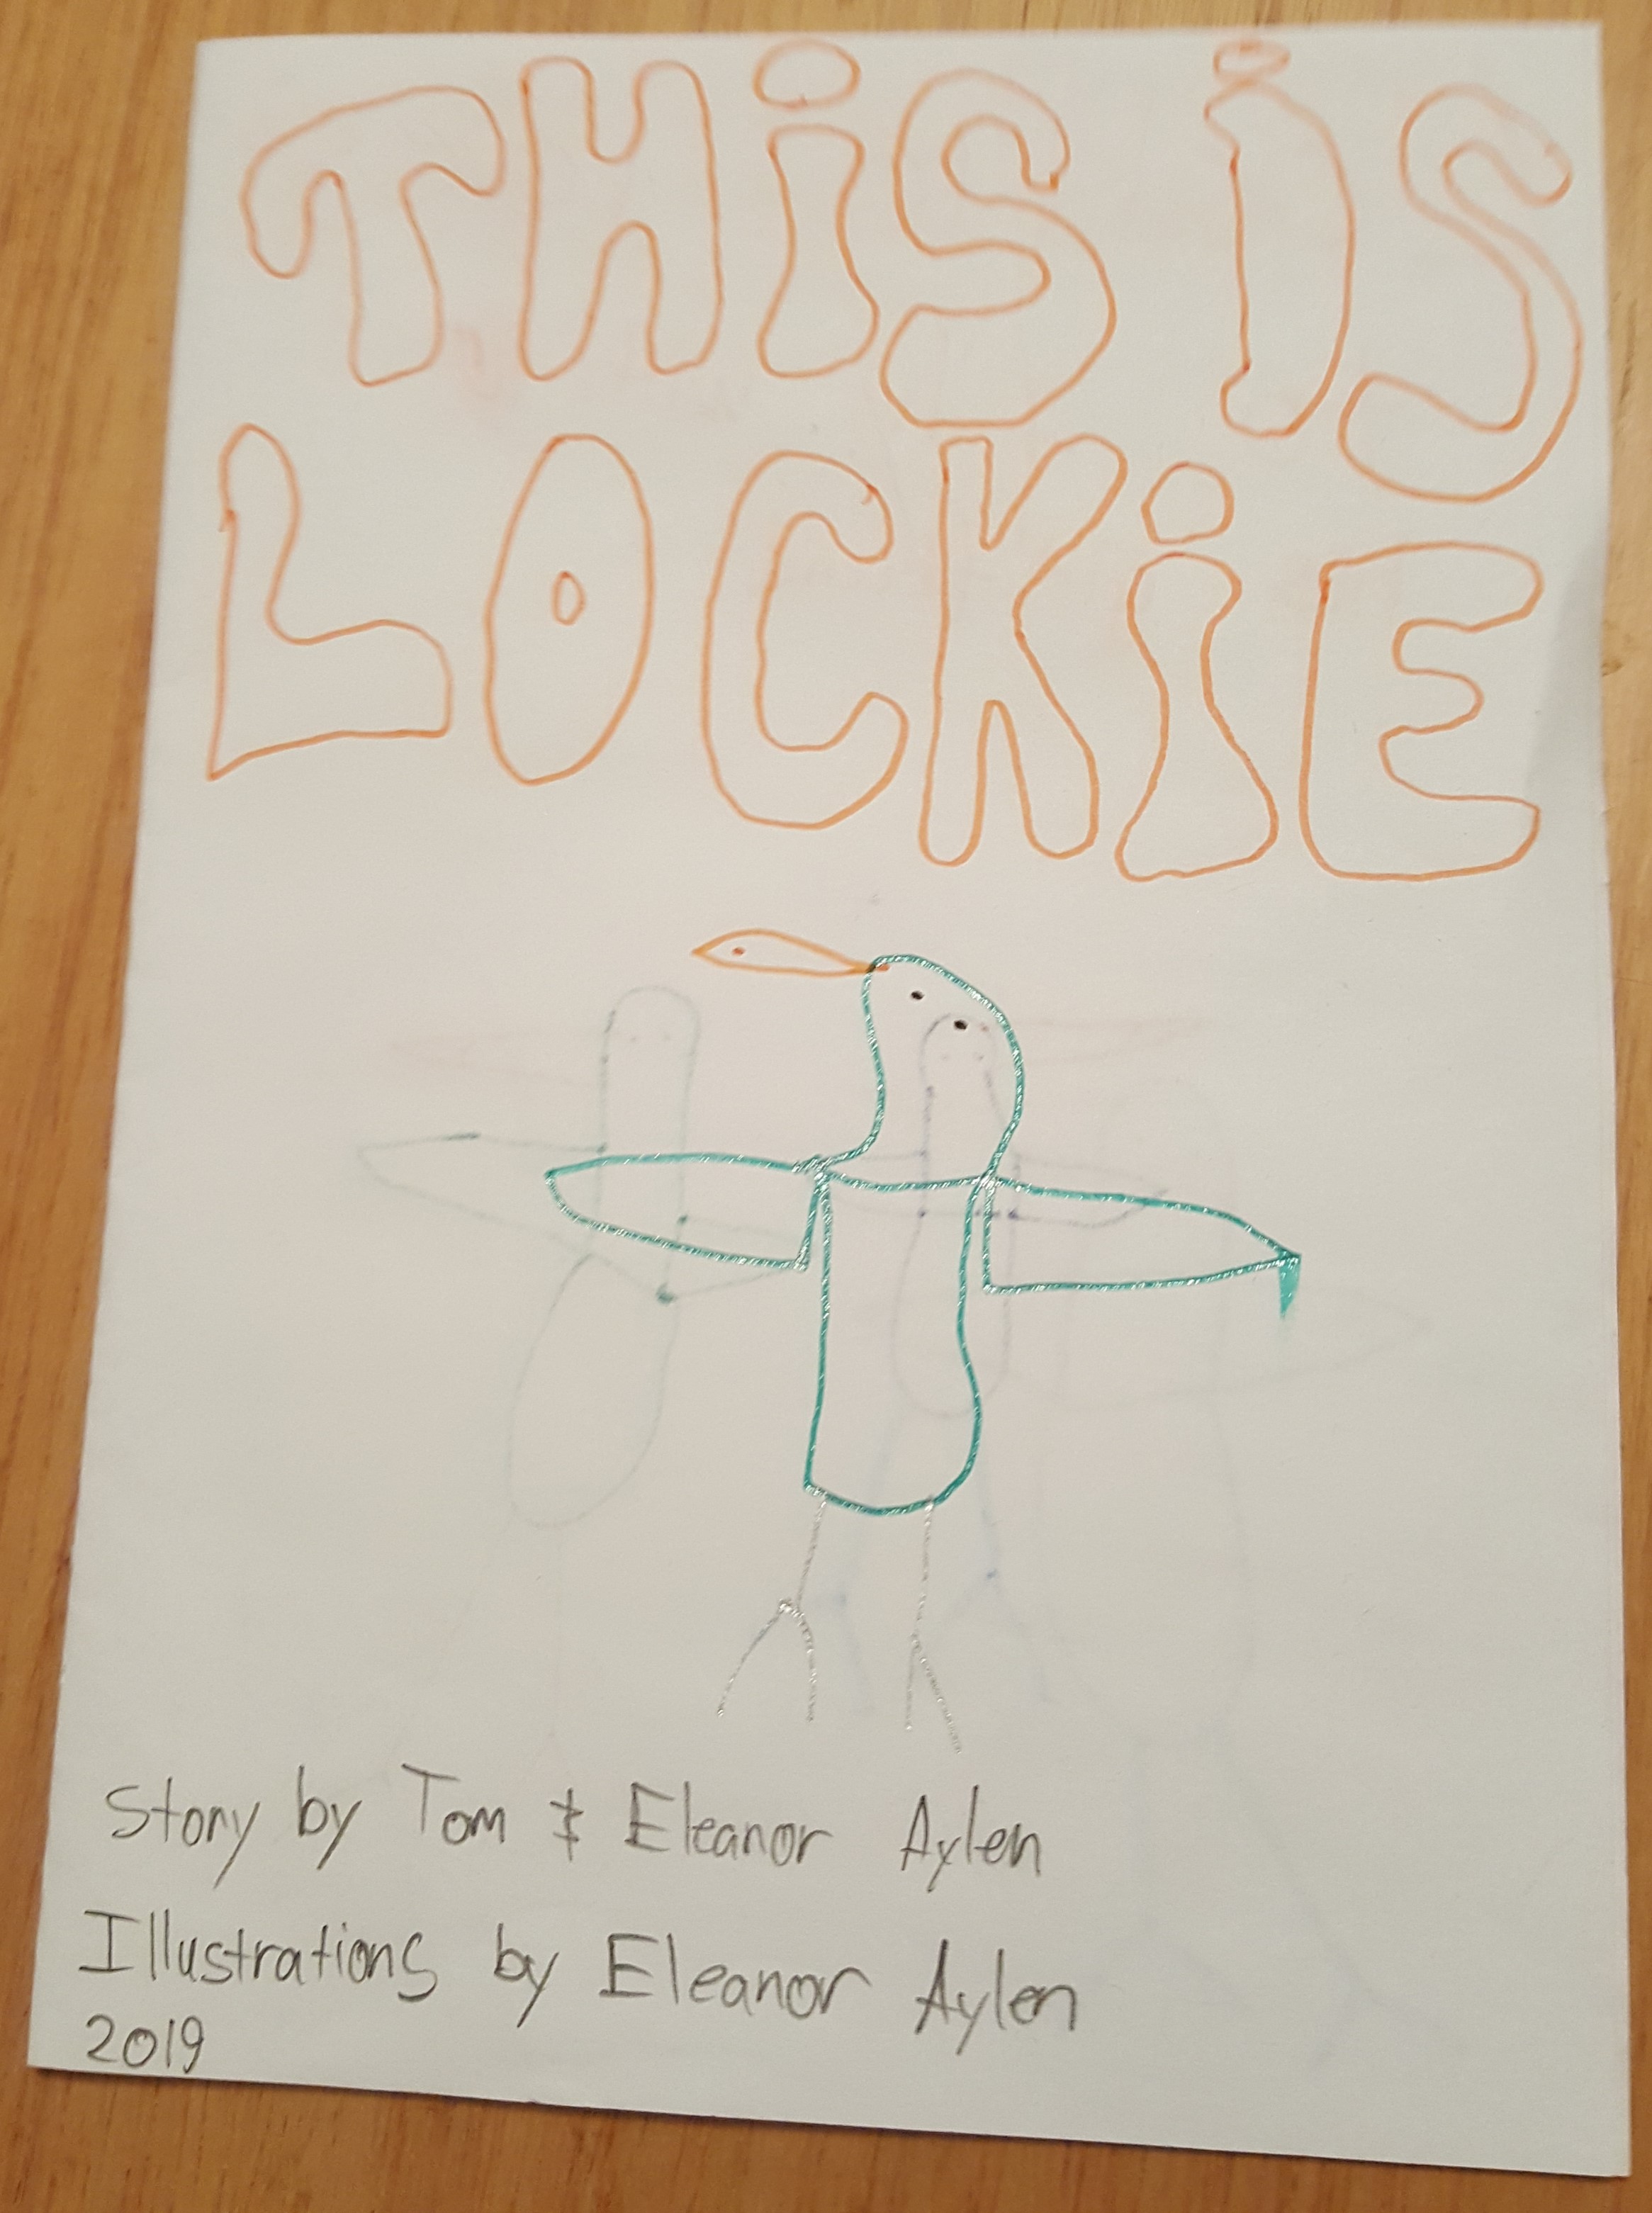 THiS iS
LOCKiE
Story by Tom & Eleanor Aylen
Illustrations by Eleanor Aylen
2019